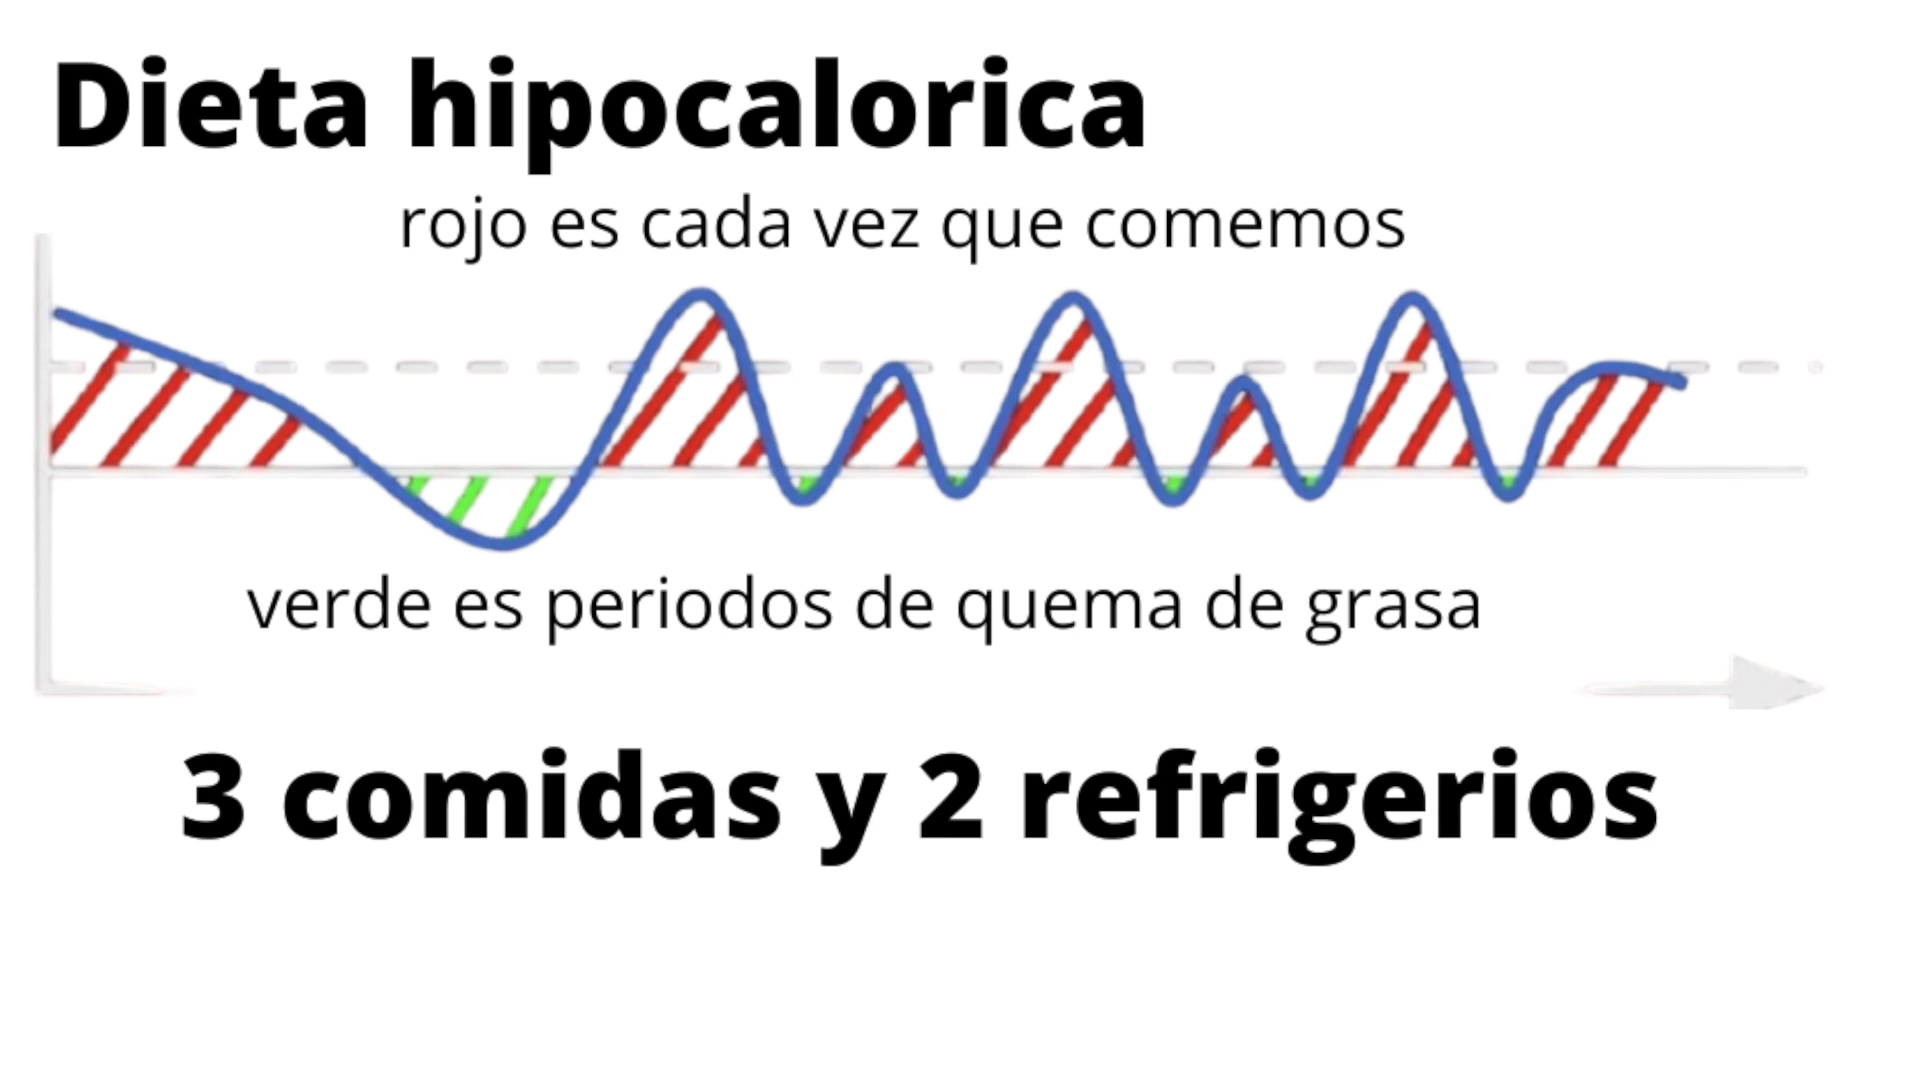 Dieta hipocalorica
rojo es cada vez que comemos
verde es periodos de quema de grasa
3 comidas y 2 refrigerios